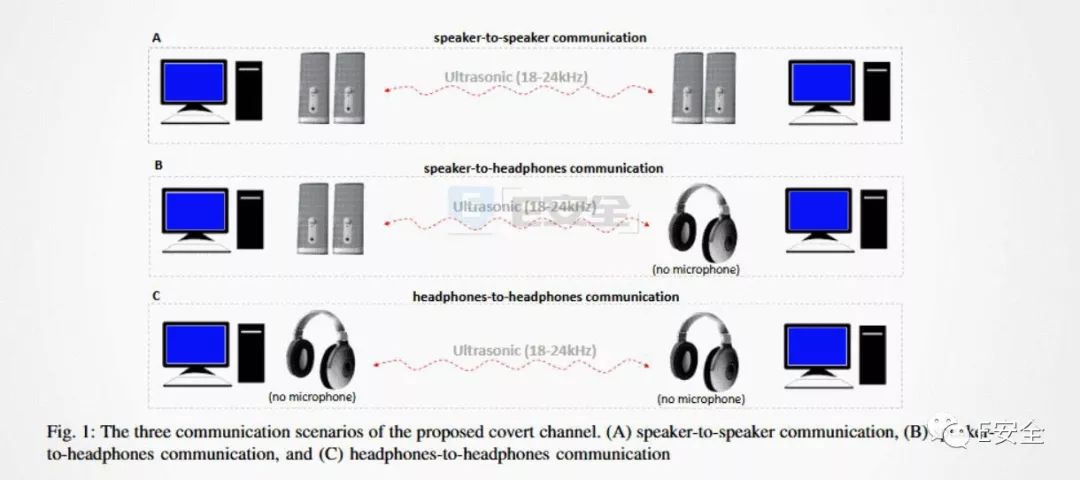 A
speaker-to-speaker communication
Ultrasonic (18-24kHz)
B
speaker-to-headphones communication
Ultrasonic (18-24kHz)
E安全
(no microphone)
C
headphones-to-headphones communication
Ultrasonic (18-24kHz)
(no microphone)
(no microphone)
Fig. 1: The three communication scenarios of the proposed covert channel. (A) speaker-to-speaker communication, (B)
to-headphones communication, and (C) headphones-to-headphones communication
E安全